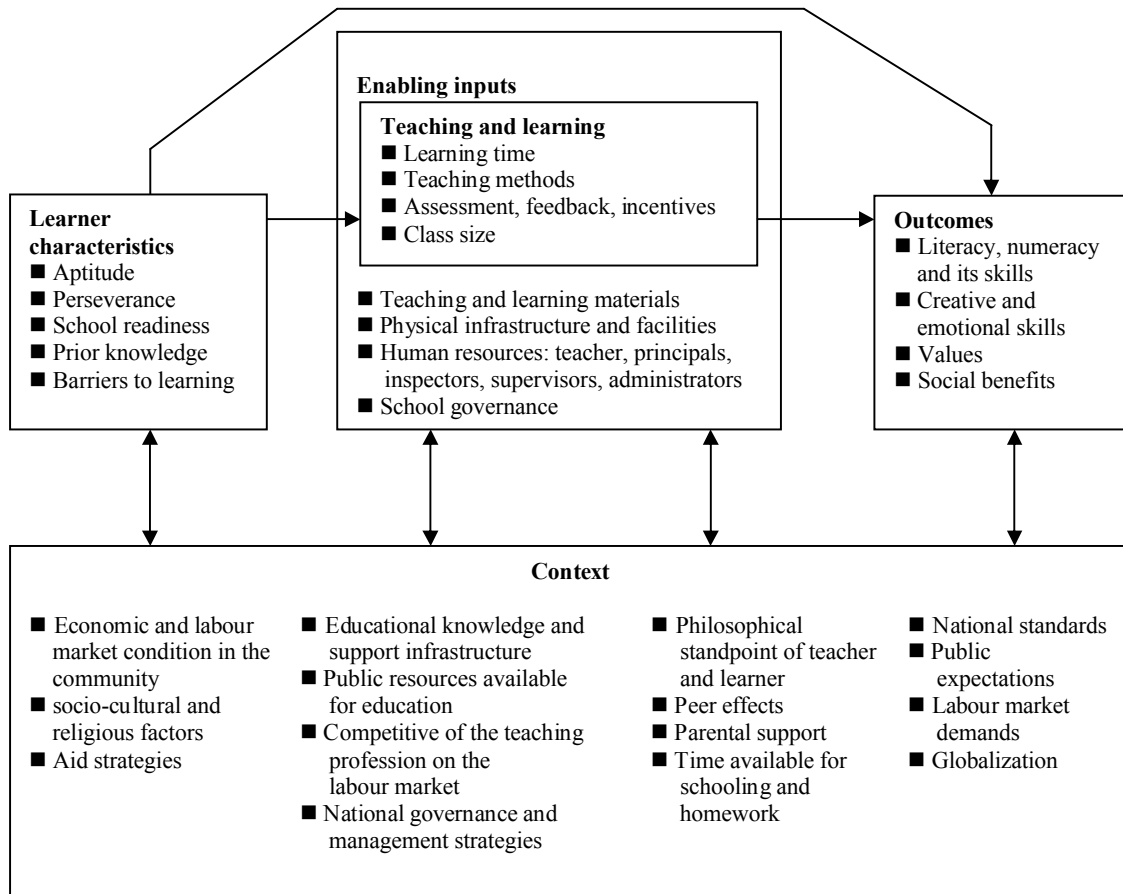 Enabling inputs
Teaching and learning
■ Learning time
■ Teaching methods
■ Assessment, feedback, incentives
■ Class size
■ Teaching and learning materials
■ Physical infrastructure and facilities
■ Human resources: teacher, principals,
inspectors, supervisors, administrators
■ School governance
Learner
characteristics
■ Aptitude
■ Perseverance
■ School readiness
■ Prior knowledge
■ Barriers to learning
Outcomes
■ Literacy, numeracy
and its skills
■ Creative and
emotional skills
■ Values
■ Social benefits
Context
■ Economic and labour
market condition in the
community
■ socio-cultural and
religious factors
■ Aid strategies
■ Educational knowledge and
support infrastructure
■ Public resources available
for education
■ Competitive of the teaching
profession on the
labour market
■ National governance and
management strategies
■ Philosophical
standpoint of teacher
and learner
■ Peer effects
■ Parental support
■ Time available for
schooling and
homework
■ National standards
■ Public
expectations
■ Labour market
demands
■ Globalization